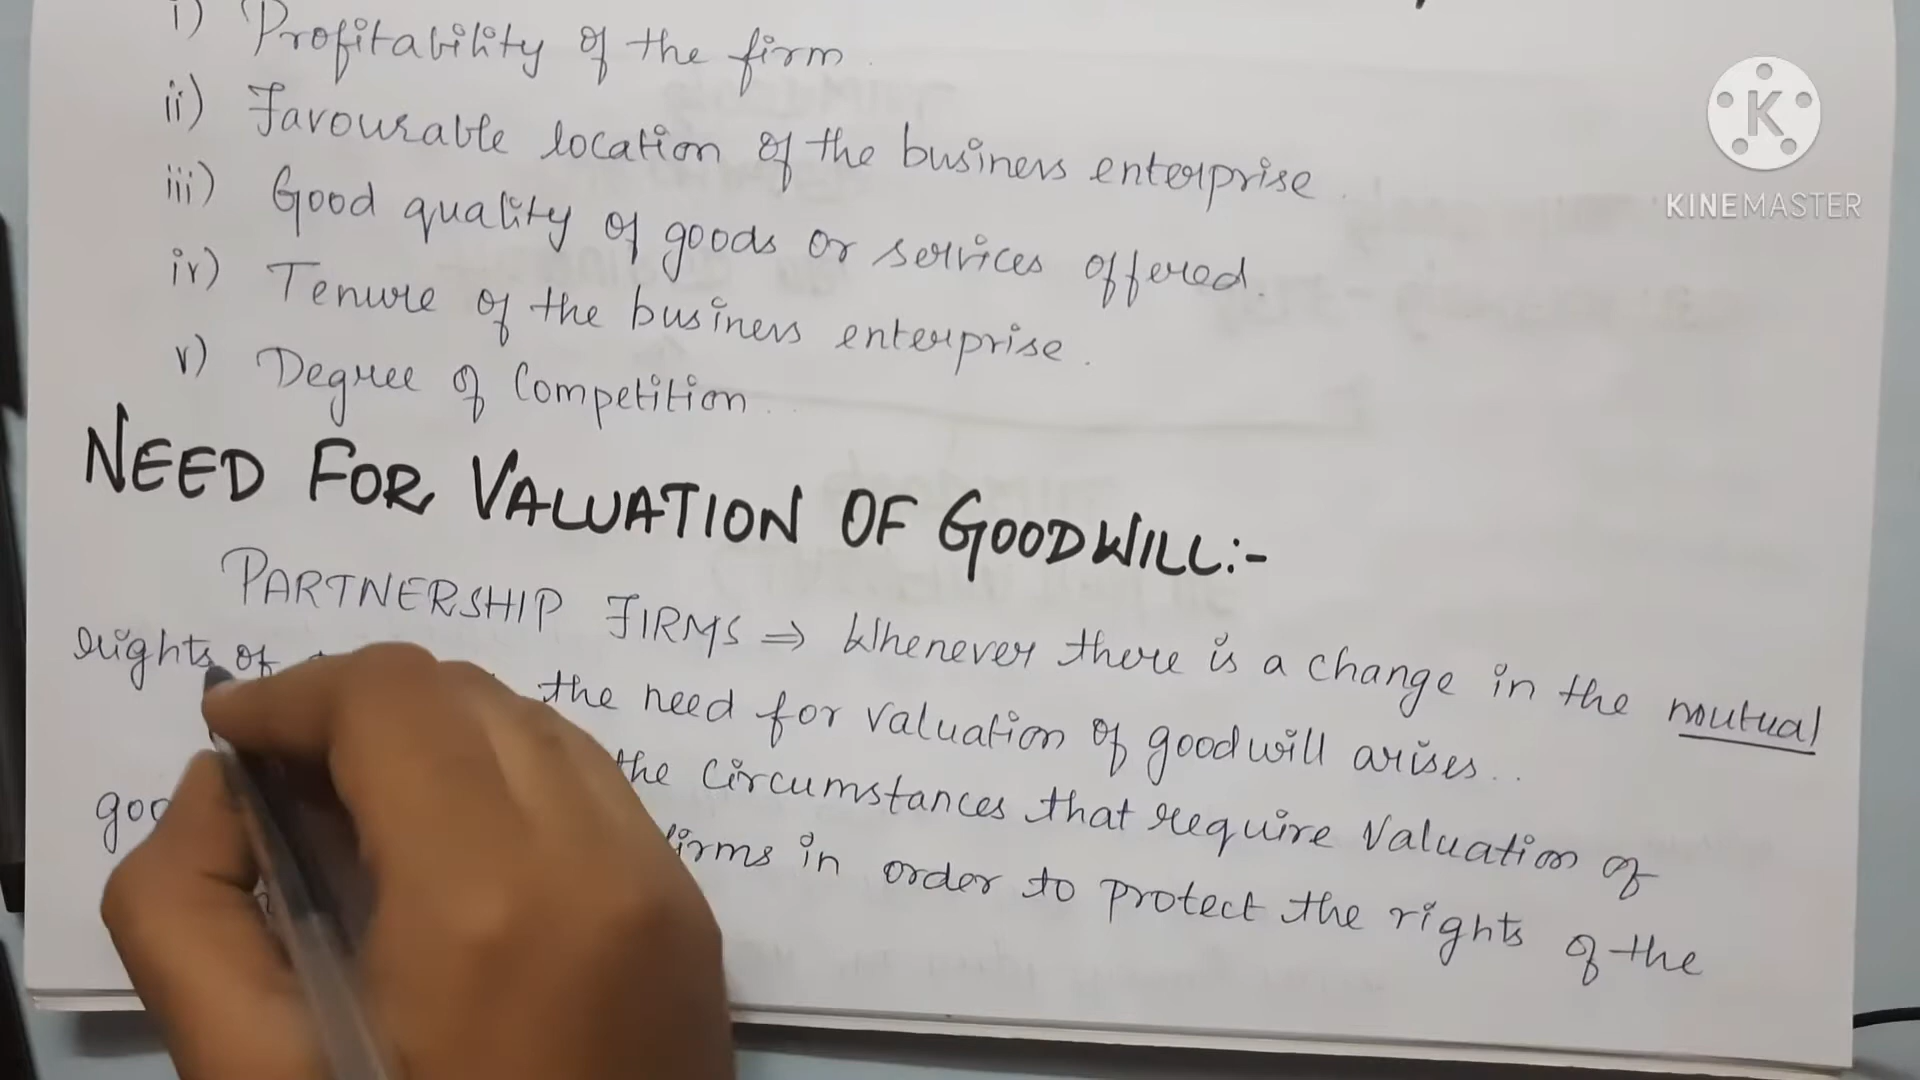 i) Profitability of the firm.
ii) Favourable location of the business enterprise.
iii) Good quality of goods or services offered.
iv) Tenure of the business enterprise.
v) Degree of Competition..
NEED FOR VALUATION OF GOODWILL:-
PARTNERSHIP FIRMS ⇒ Whenever there is a change in the mutual
rights of the need for valuation of goodwill arises..
the circumstances that require Valuation of
firms in order to protect the rights of the
K
KINEMASTER